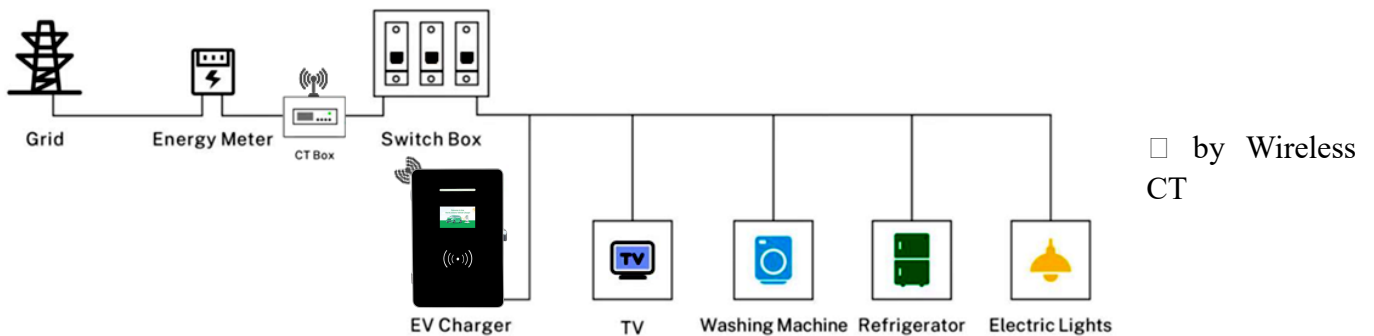 Grid
Energy Meter
CT Box
Switch Box
□ by Wireless
CT
TV
EV Charger
TV
Washing Machine
Refrigerator
Electric Lights